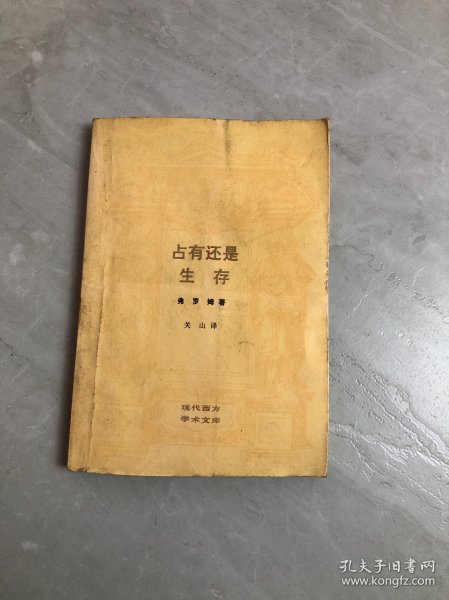 占有还是
生存
弗罗姆著
关山译
现代西方
学术文库
孔夫子旧书网
www.kongfz.com